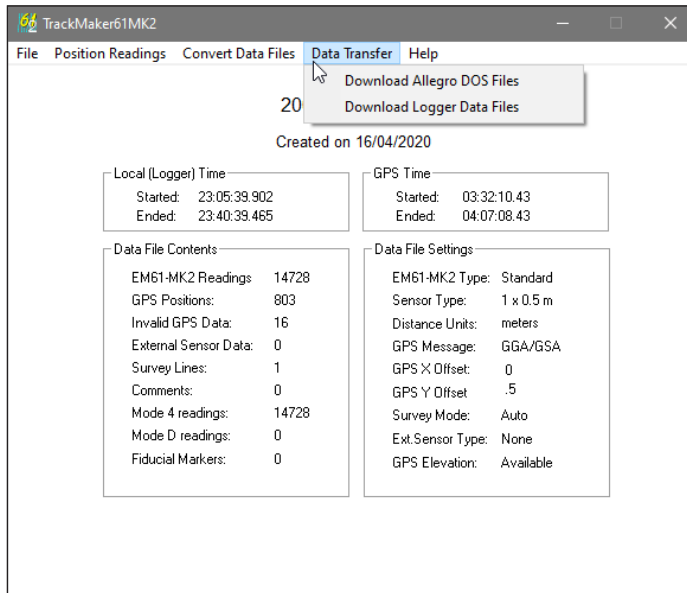 TrackMaker61MK2
File Position Readings Convert Data Files Data Transfer Help
Download Allegro DOS Files
Download Logger Data Files
20
Created on 16/04/2020
Local (Logger) Time
Started: 23:05:39.902
Ended: 23:40:39.465
GPS Time
Started: 03:32:10.43
Ended: 04:07:08.43
Data File Contents
EM61-MK2 Readings 14728
GPS Positions: 803
Invalid GPS Data: 16
External Sensor Data: 0
Survey Lines: 1
Comments: 0
Mode 4 readings: 14728
Mode D readings: 0
Fiducial Markers: 0
Data File Settings
EM61-MK2 Type: Standard
Sensor Type: 1 x 0.5 m
Distance Units: meters
GPS Message: GGA/GSA
GPS X Offset: 0
GPS Y Offset .5
Survey Mode: Auto
Ext.Sensor Type: None
GPS Elevation: Available